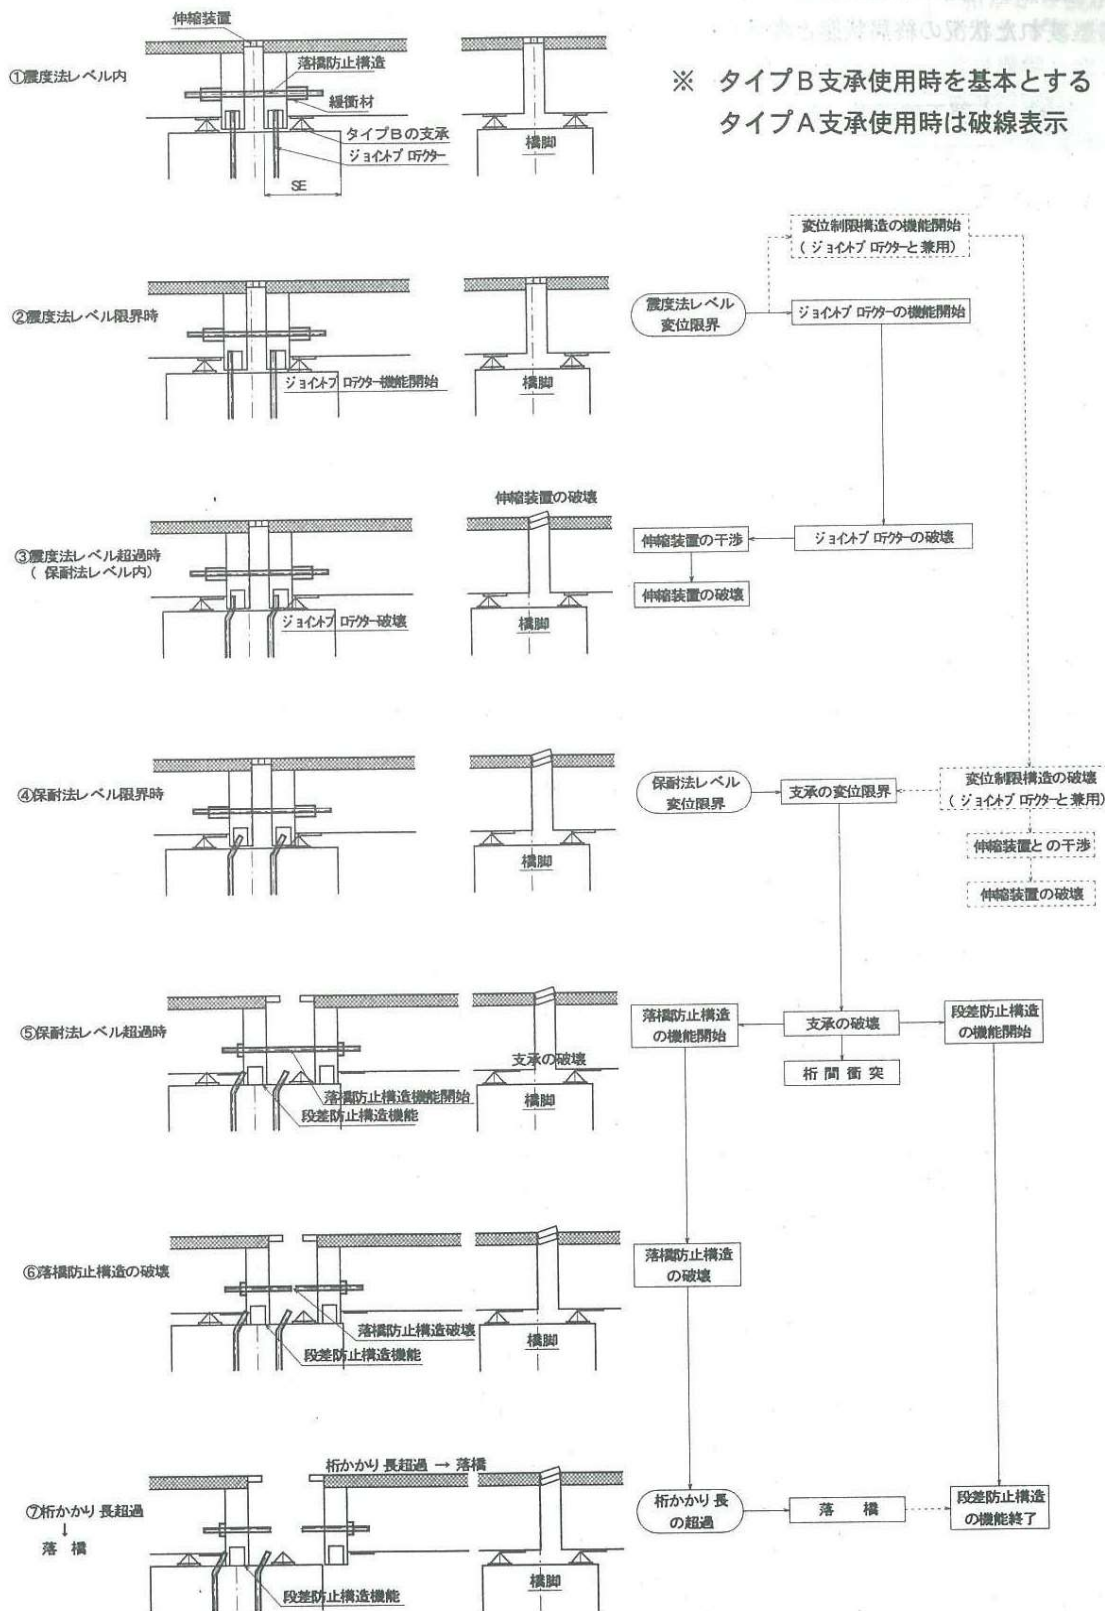 伸縮装置
①震度法レベル内
落橋防止構造
緩衝材
タイプBの支承
ジョイントプロテクター
SE
橋脚
※ タイプB支承使用時を基本とする
タイプA支承使用時は破線表示
②震度法レベル限界時
ジョイントプロテクター機能開始
橋脚
震度法レベル
変位限界
変位制限構造の機能開始
(ジョイントプロテクターと兼用)
ジョイントプロテクターの機能開始
③震度法レベル超過時
(保耐法レベル内)
ジョイントプロテクター破壊
伸縮装置の破壊
橋脚
伸縮装置の干渉
ジョイントプロテクターの破壊
伸縮装置の破壊
④保耐法レベル限界時
橋脚
保耐法レベル
変位限界
支承の変位限界
変位制限構造の破壊
(ジョイントプロテクターと兼用)
伸縮装置との干渉
伸縮装置の破壊
⑤保耐法レベル超過時
落橋防止構造機能開始
段差防止構造機能
支承の破壊
橋脚
落橋防止構造
の機能開始
支承の破壊
段差防止構造
の機能開始
桁間衝突
⑥落橋防止構造の破壊
落橋防止構造破壊
段差防止構造機能
橋脚
落橋防止構造
の破壊
⑦桁かかり長超過
↓
落橋
桁かかり長超過 → 落橋
段差防止構造機能
橋脚
桁かかり長
の超過
落橋
段差防止構造
の機能終了